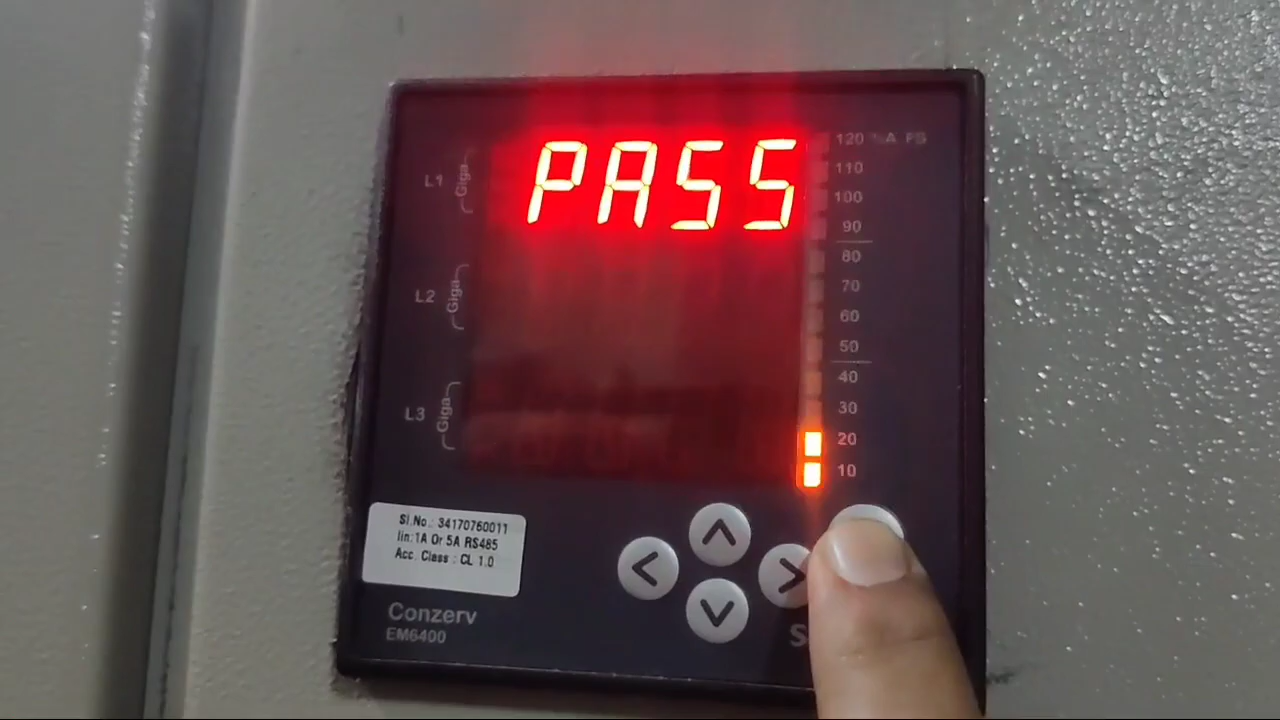 PASS
120 %A FS
110
100
90
80
70
60
50
40
30
20
10
L1
Giga
L2
Giga
L3
Giga
Sl.No.: 34170760011
Iin:1A Or 5A RS485
Acc. Class : CL 1.0
Conzerv
EM6400